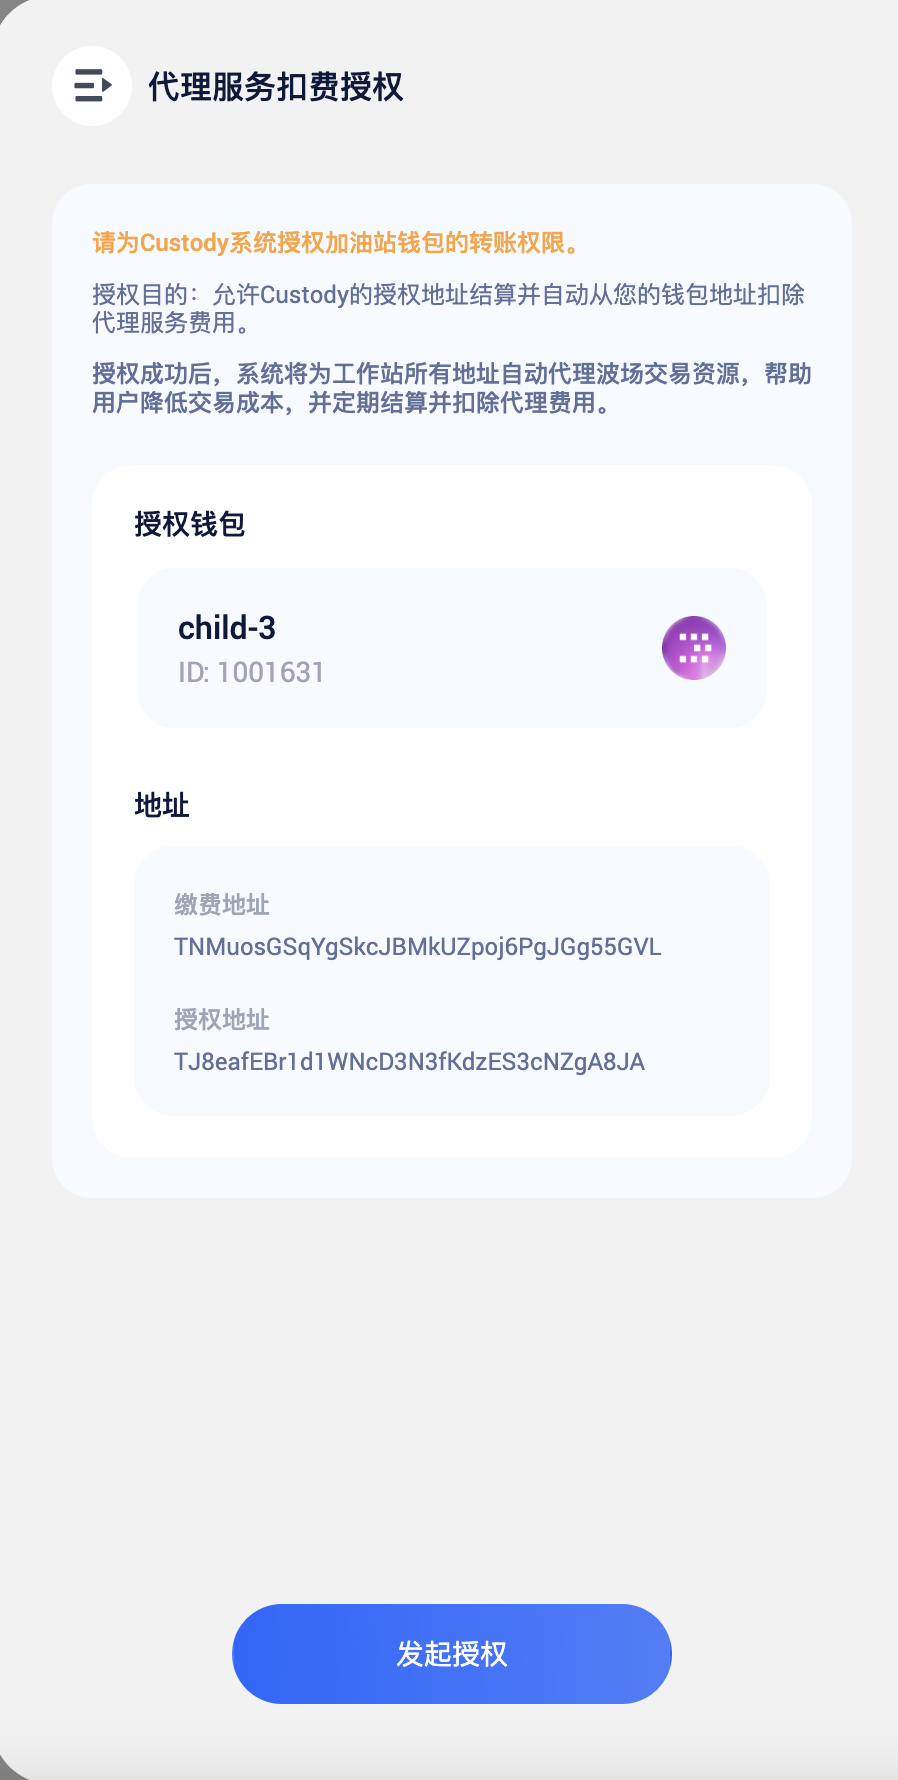 代理服务扣费授权
请为Custody系统授权加油站钱包的转账权限。
授权目的：允许Custody的授权地址结算并自动从您的钱包地址扣除
代理服务费用。
授权成功后，系统将为工作站所有地址自动代理波场交易资源，帮助
用户降低交易成本，并定期结算并扣除代理费用。
授权钱包
child-3
ID: 1001631
地址
缴费地址
TNMuosGSqYgSkcJBMkUZpoj6PgJGg55GVL
授权地址
TJ8eafEBr1d1WNcD3N3fKdzES3cNZgA8JA
发起授权